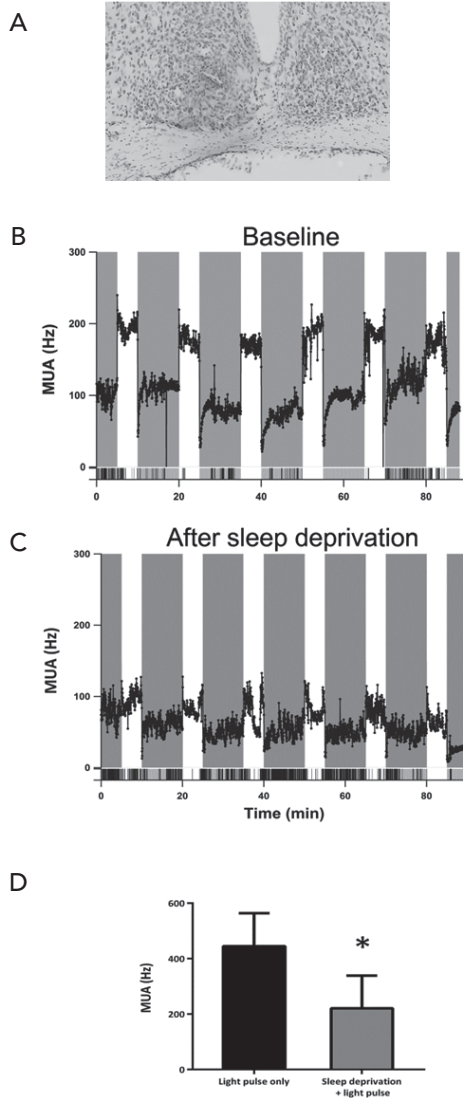 A
B
Baseline
300
200
100
0
MUA (Hz)
0 20 40 60 80
C
After sleep deprivation
300
200
100
0
MUA (Hz)
0 20 40 60 80
Time (min)
D
600
400
200
0
MUA (Hz)
*
Light pulse only Sleep deprivation
+ light pulse